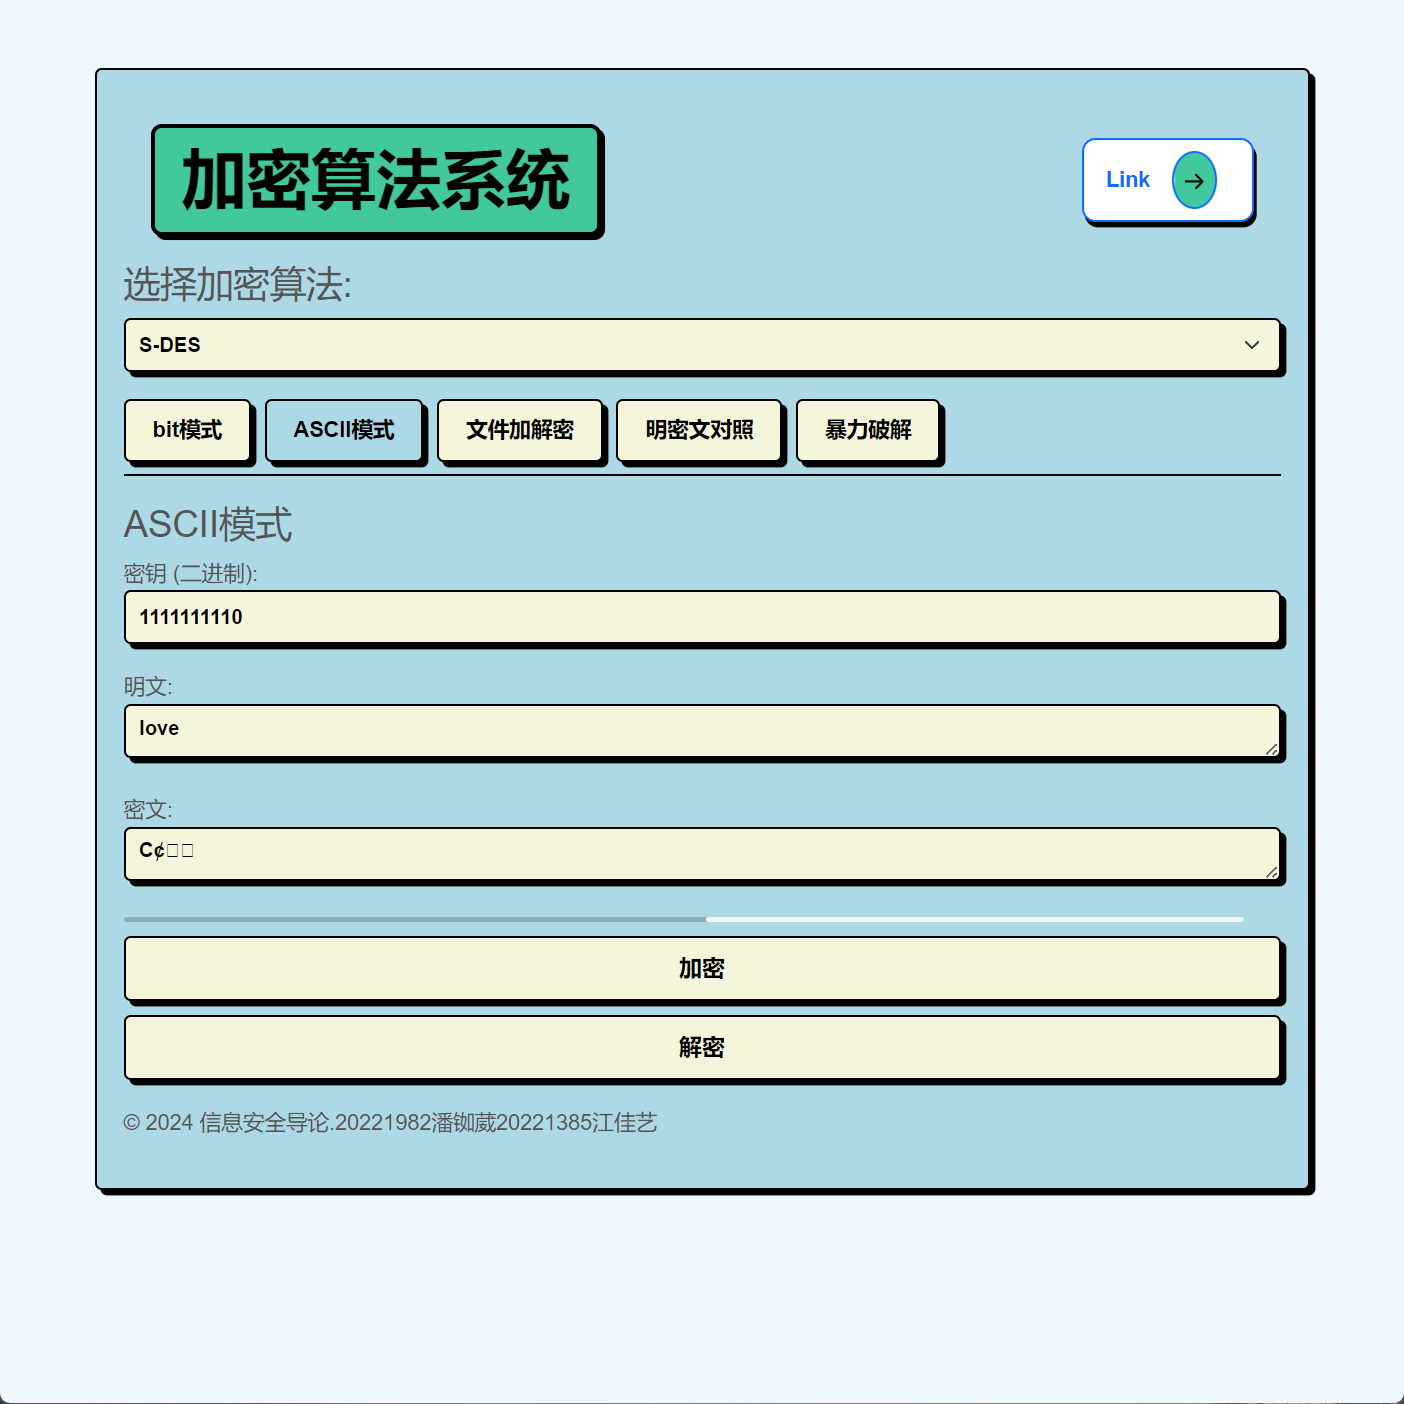 加密算法系统
Link
选择加密算法:
S-DES
bit模式
ASCII模式
文件加解密
明密文对照
暴力破解
ASCII模式
密钥 (二进制):
1111111110
明文:
love
密文:
C¢
加密
解密
© 2024 信息安全导论.20221982潘铷葳20221385江佳艺